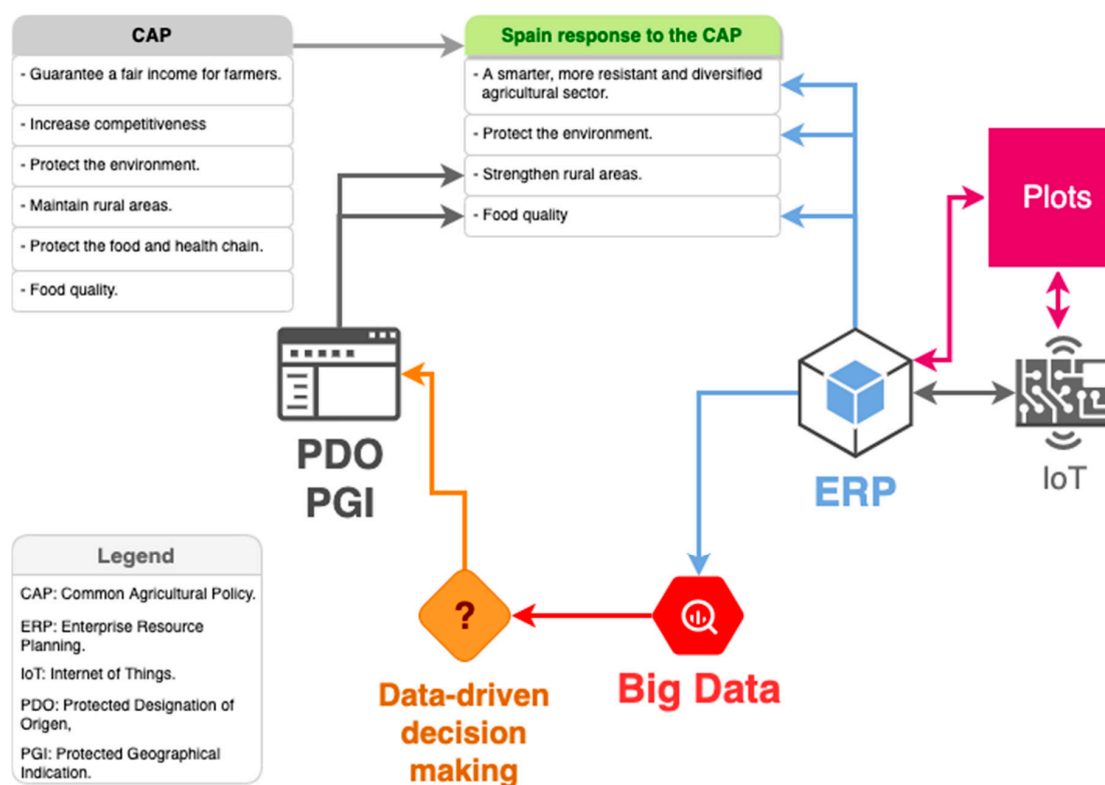 CAP
- Guarantee a fair income for farmers.
- Increase competitiveness
- Protect the environment.
- Maintain rural areas.
- Protect the food and health chain.
- Food quality.
Spain response to the CAP
- A smarter, more resistant and diversified
agricultural sector.
- Protect the environment.
- Strengthen rural areas.
- Food quality
Plots
IoT
ERP
PDO
PGI
Big Data
?
Data-driven
decision
making
Legend
CAP: Common Agricultural Policy.
ERP: Enterprise Resource
Planning.
IoT: Internet of Things.
PDO: Protected Designation of
Origen,
PGI: Protected Geographical
Indication.